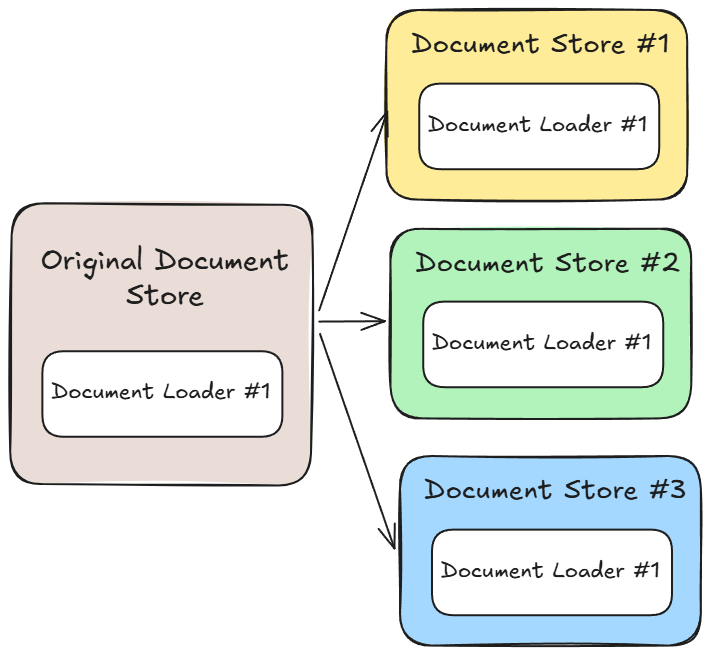 Original Document
Store
Document Loader #1
Document Store #1
Document Loader #1
Document Store #2
Document Loader #1
Document Store #3
Document Loader #1